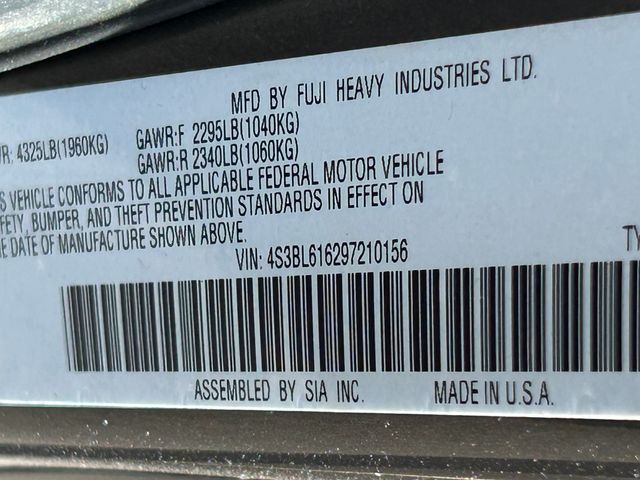 MFD BY FUJI HEAVY INDUSTRIES LTD.
4325LB(1960KG) GAWR:F 2295LB(1040KG)
GAWR:R 2340LB(1060KG)
VEHICLE CONFORMS TO ALL APPLICABLE FEDERAL MOTOR VEHICLE
BUMPER, AND THEFT PREVENTION STANDARDS IN EFFECT ON
DATE OF MANUFACTURE SHOWN ABOVE.
VIN: 4S3BL616297210156
ASSEMBLED BY SIA INC. MADE IN U.S.A.